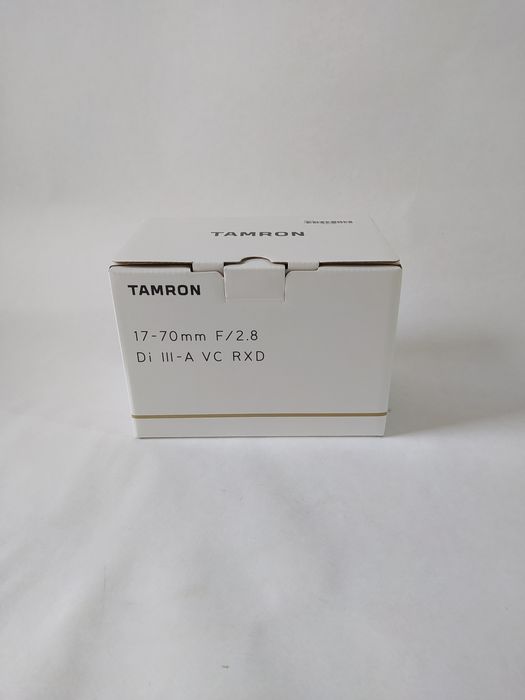 TAMRON
TAMRON
17-70mm F/2.8
Di III-A VC RXD